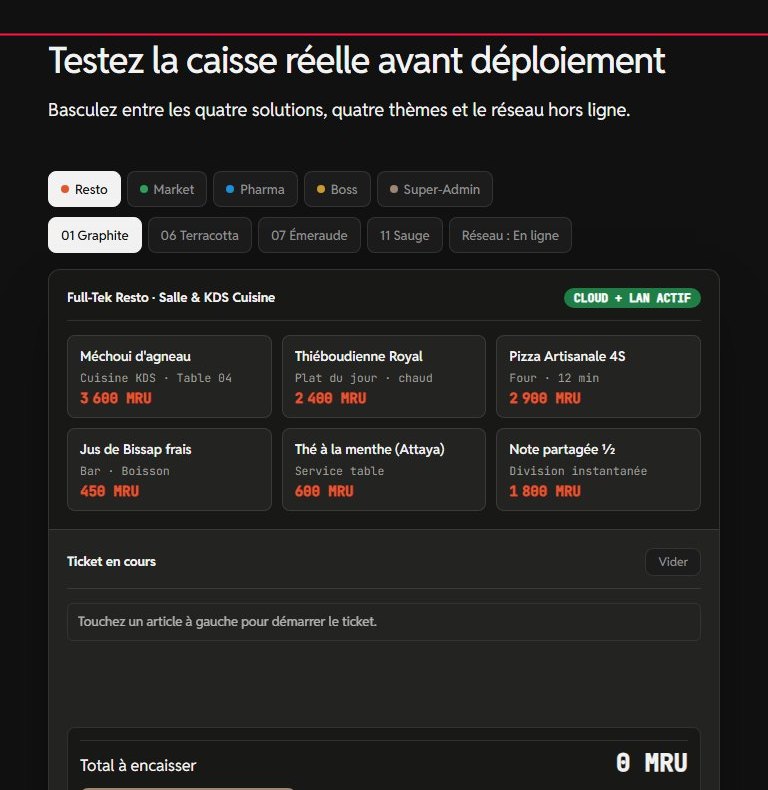 Testez la caisse réelle avant déploiement
Basculez entre les quatre solutions, quatre thèmes et le réseau hors ligne.
Resto Market Pharma Boss Super-Admin
01 Graphite 06 Terracotta 07 Émeraude 11 Sauge Réseau : En ligne
Full-Tek Resto · Salle & KDS Cuisine CLOUD + LAN ACTIF
Méchoui d'agneau Thiéboudienne Royal Pizza Artisanale 4S
Cuisine KDS · Table 04 Plat du jour · chaud Four · 12 min
3 600 MRU 2 400 MRU 2 900 MRU
Jus de Bissap frais Thé à la menthe (Attaya) Note partagée ½
Bar · Boisson Service table Division instantanée
450 MRU 600 MRU 1 800 MRU
Ticket en cours Vider
Touchez un article à gauche pour démarrer le ticket.
Total à encaisser 0 MRU